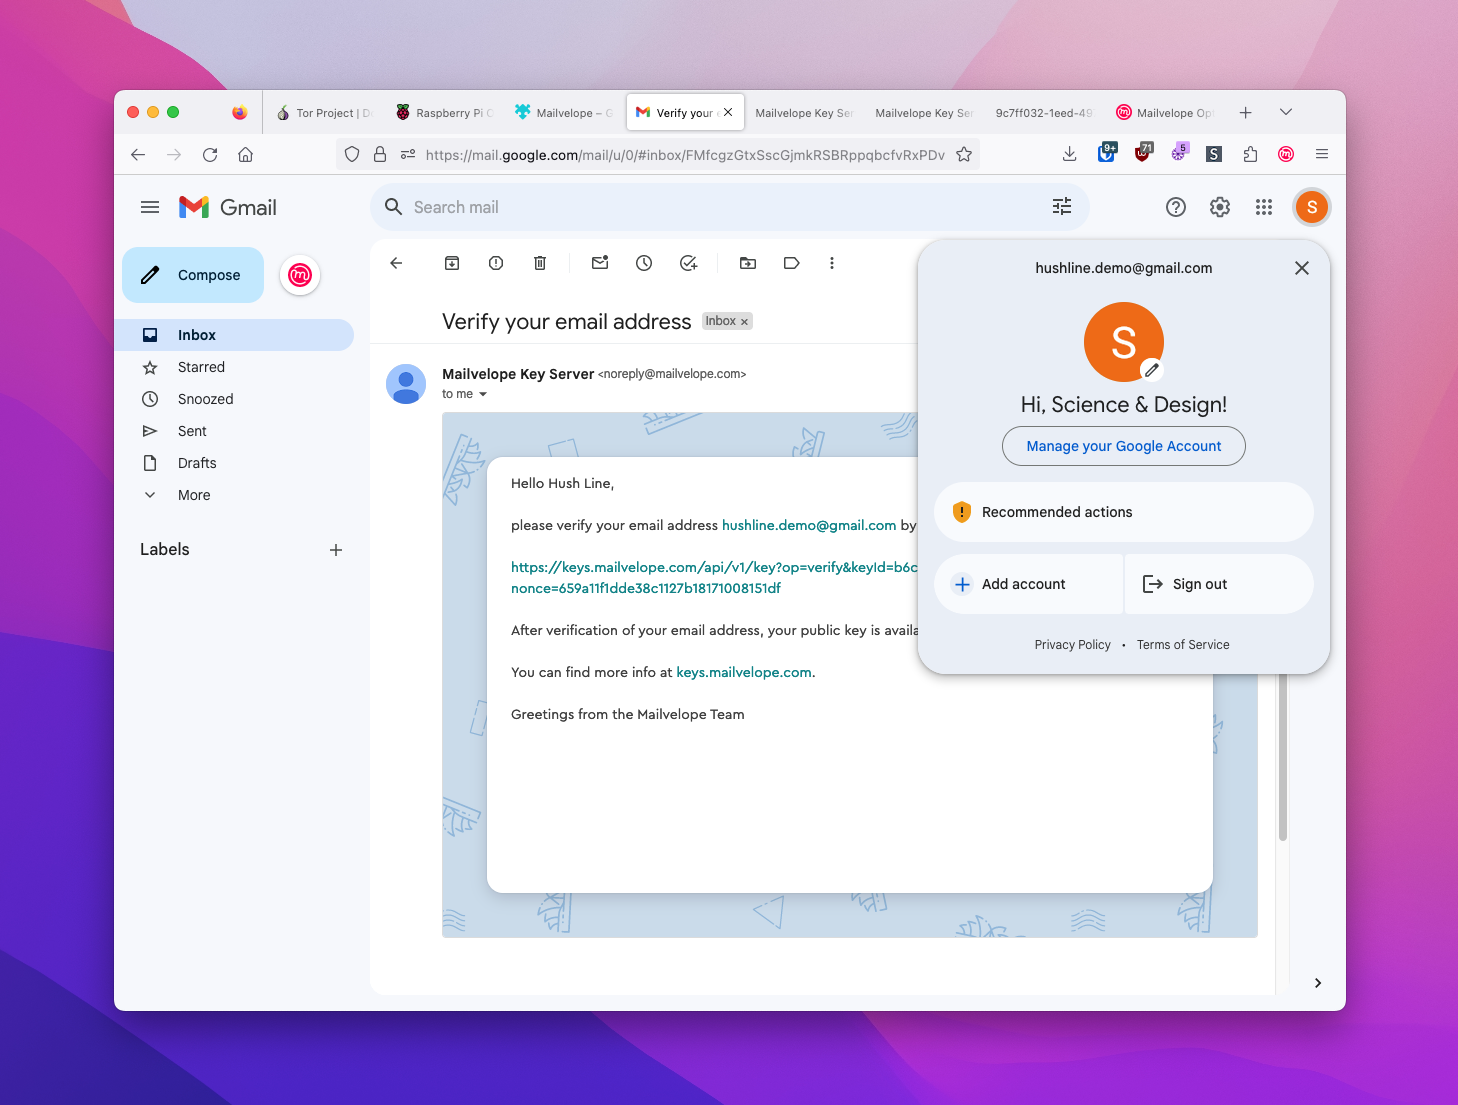 Tor Project | D
Raspberry Pi O
Mailvelope – G
Verify your e
Mailvelope Key Ser
Mailvelope Key Ser
9c7ff032-1eed-49
Mailvelope Opt
https://mail.google.com/mail/u/0/#inbox/FMfcgzGtxSscGjmkRSBRppqbcfvRxPDv
9+
71
5
S
Gmail
Search mail
S
Compose
Inbox
Starred
Snoozed
Sent
Drafts
More
Labels
Verify your email address
Inbox ×
Mailvelope Key Server <noreply@mailvelope.com>
to me
Hello Hush Line,
please verify your email address hushline.demo@gmail.com by
https://keys.mailvelope.com/api/v1/key?op=verify&keyId=b6c
nonce=659a11f1dde38c1127b18171008151df
After verification of your email address, your public key is availa
You can find more info at keys.mailvelope.com.
Greetings from the Mailvelope Team
hushline.demo@gmail.com
S
Hi, Science & Design!
Manage your Google Account
Recommended actions
Add account
Sign out
Privacy Policy • Terms of Service